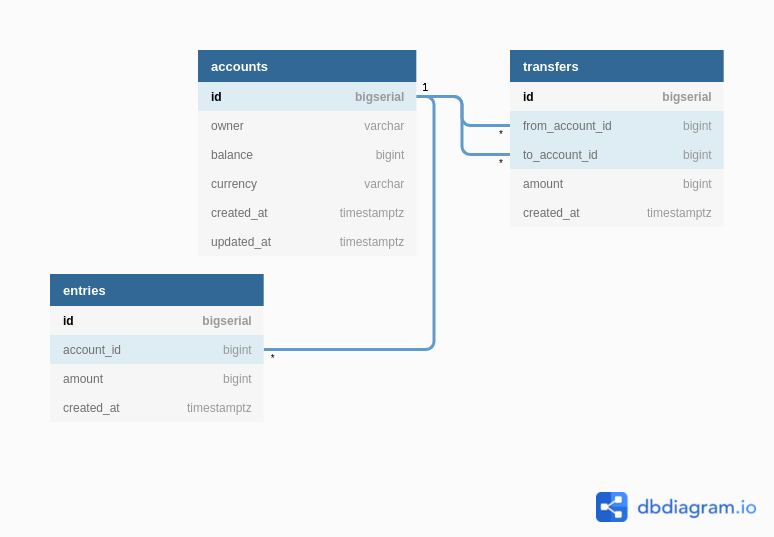 accounts
1
id bigserial
owner varchar
balance bigint
currency varchar
created_at timestamptz
updated_at timestamptz
transfers
id bigserial
from_account_id bigint
*
to_account_id bigint
*
amount bigint
created_at timestamptz
entries
id bigserial
account_id bigint
*
amount bigint
created_at timestamptz
dbdiagram.io